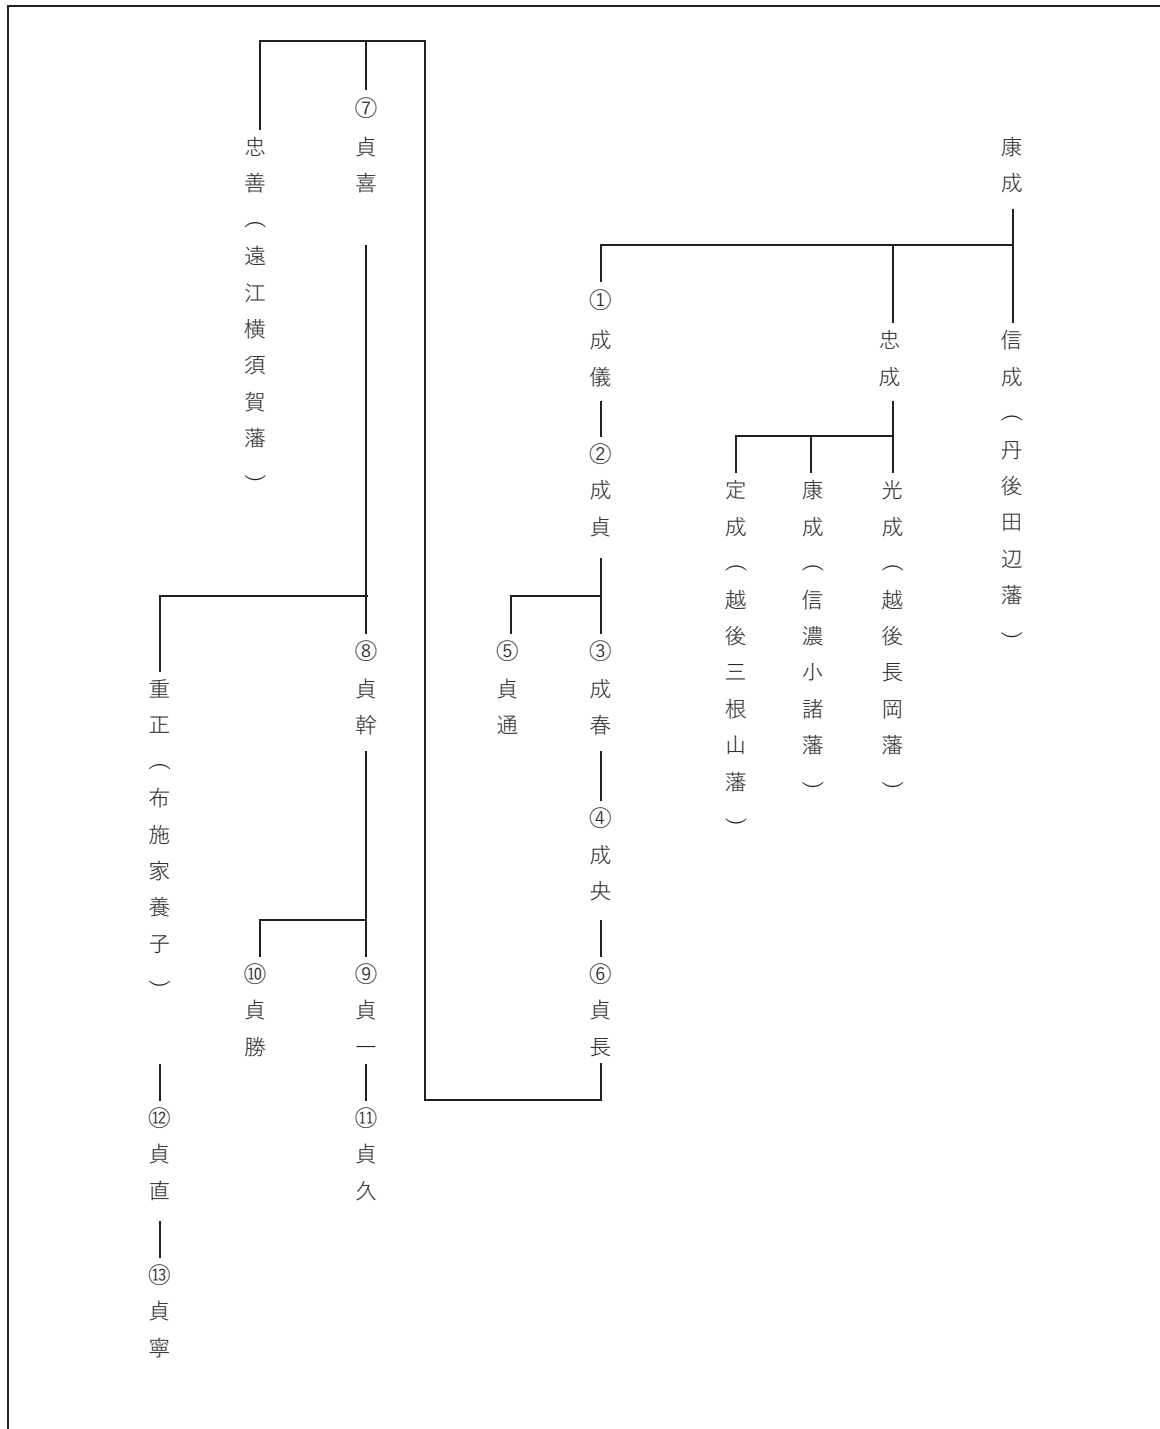 康成
信成（丹後田辺藩）
忠成
光成（越後長岡藩）
康成（信濃小諸藩）
定成（越後三根山藩）
①成儀
②成貞
③成春
④成央
⑤貞通
⑥貞長
⑦貞喜
忠善（遠江横須賀藩）
⑧貞幹
重正（布施家養子）
⑨貞一
⑩貞勝
⑪貞久
⑫貞直
⑬貞寧